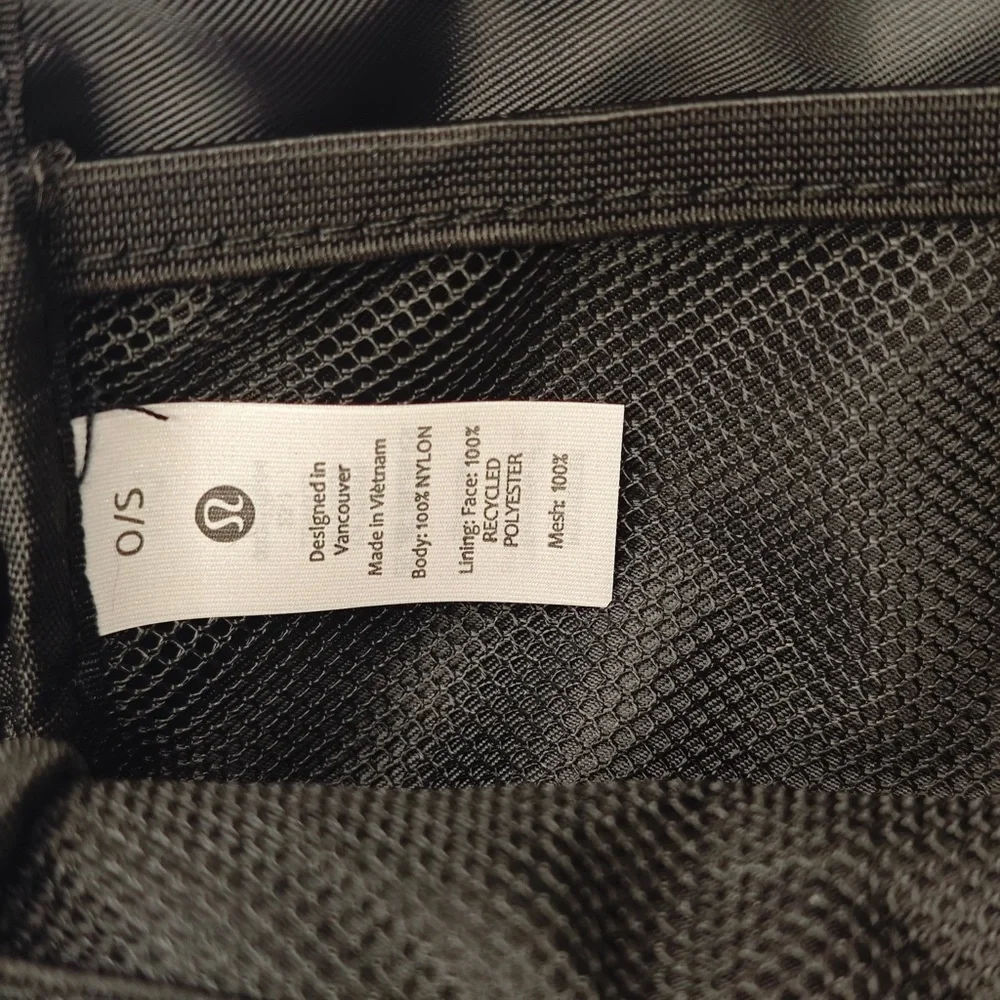 O/S
Designed in
Vancouver
Made in Vietnam
Body: 100% NYLON
Lining: Face: 100%
RECYCLED
POLYESTER
Mesh: 100%